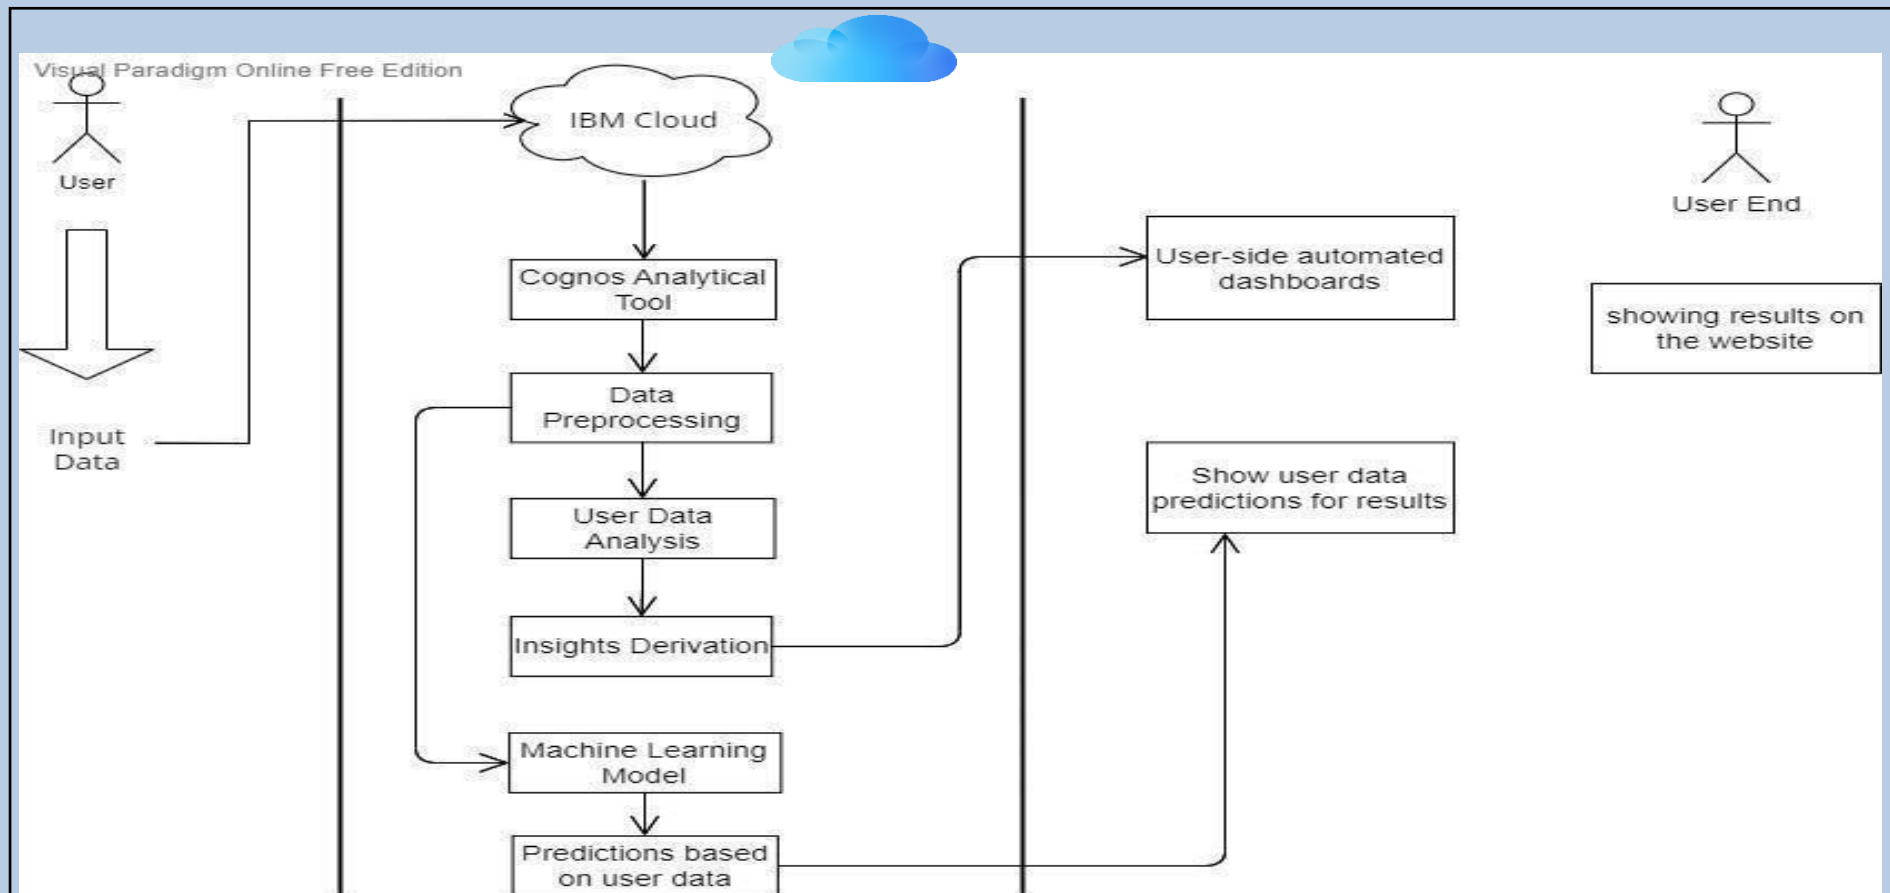 Visual Paradigm Online Free Edition
User
Input
Data
IBM Cloud
Cognos Analytical
Tool
Data
Preprocessing
User Data
Analysis
Insights Derivation
Machine Learning
Model
Predictions based
on user data
User-side automated
dashboards
Show user data
predictions for results
User End
showing results on
the website